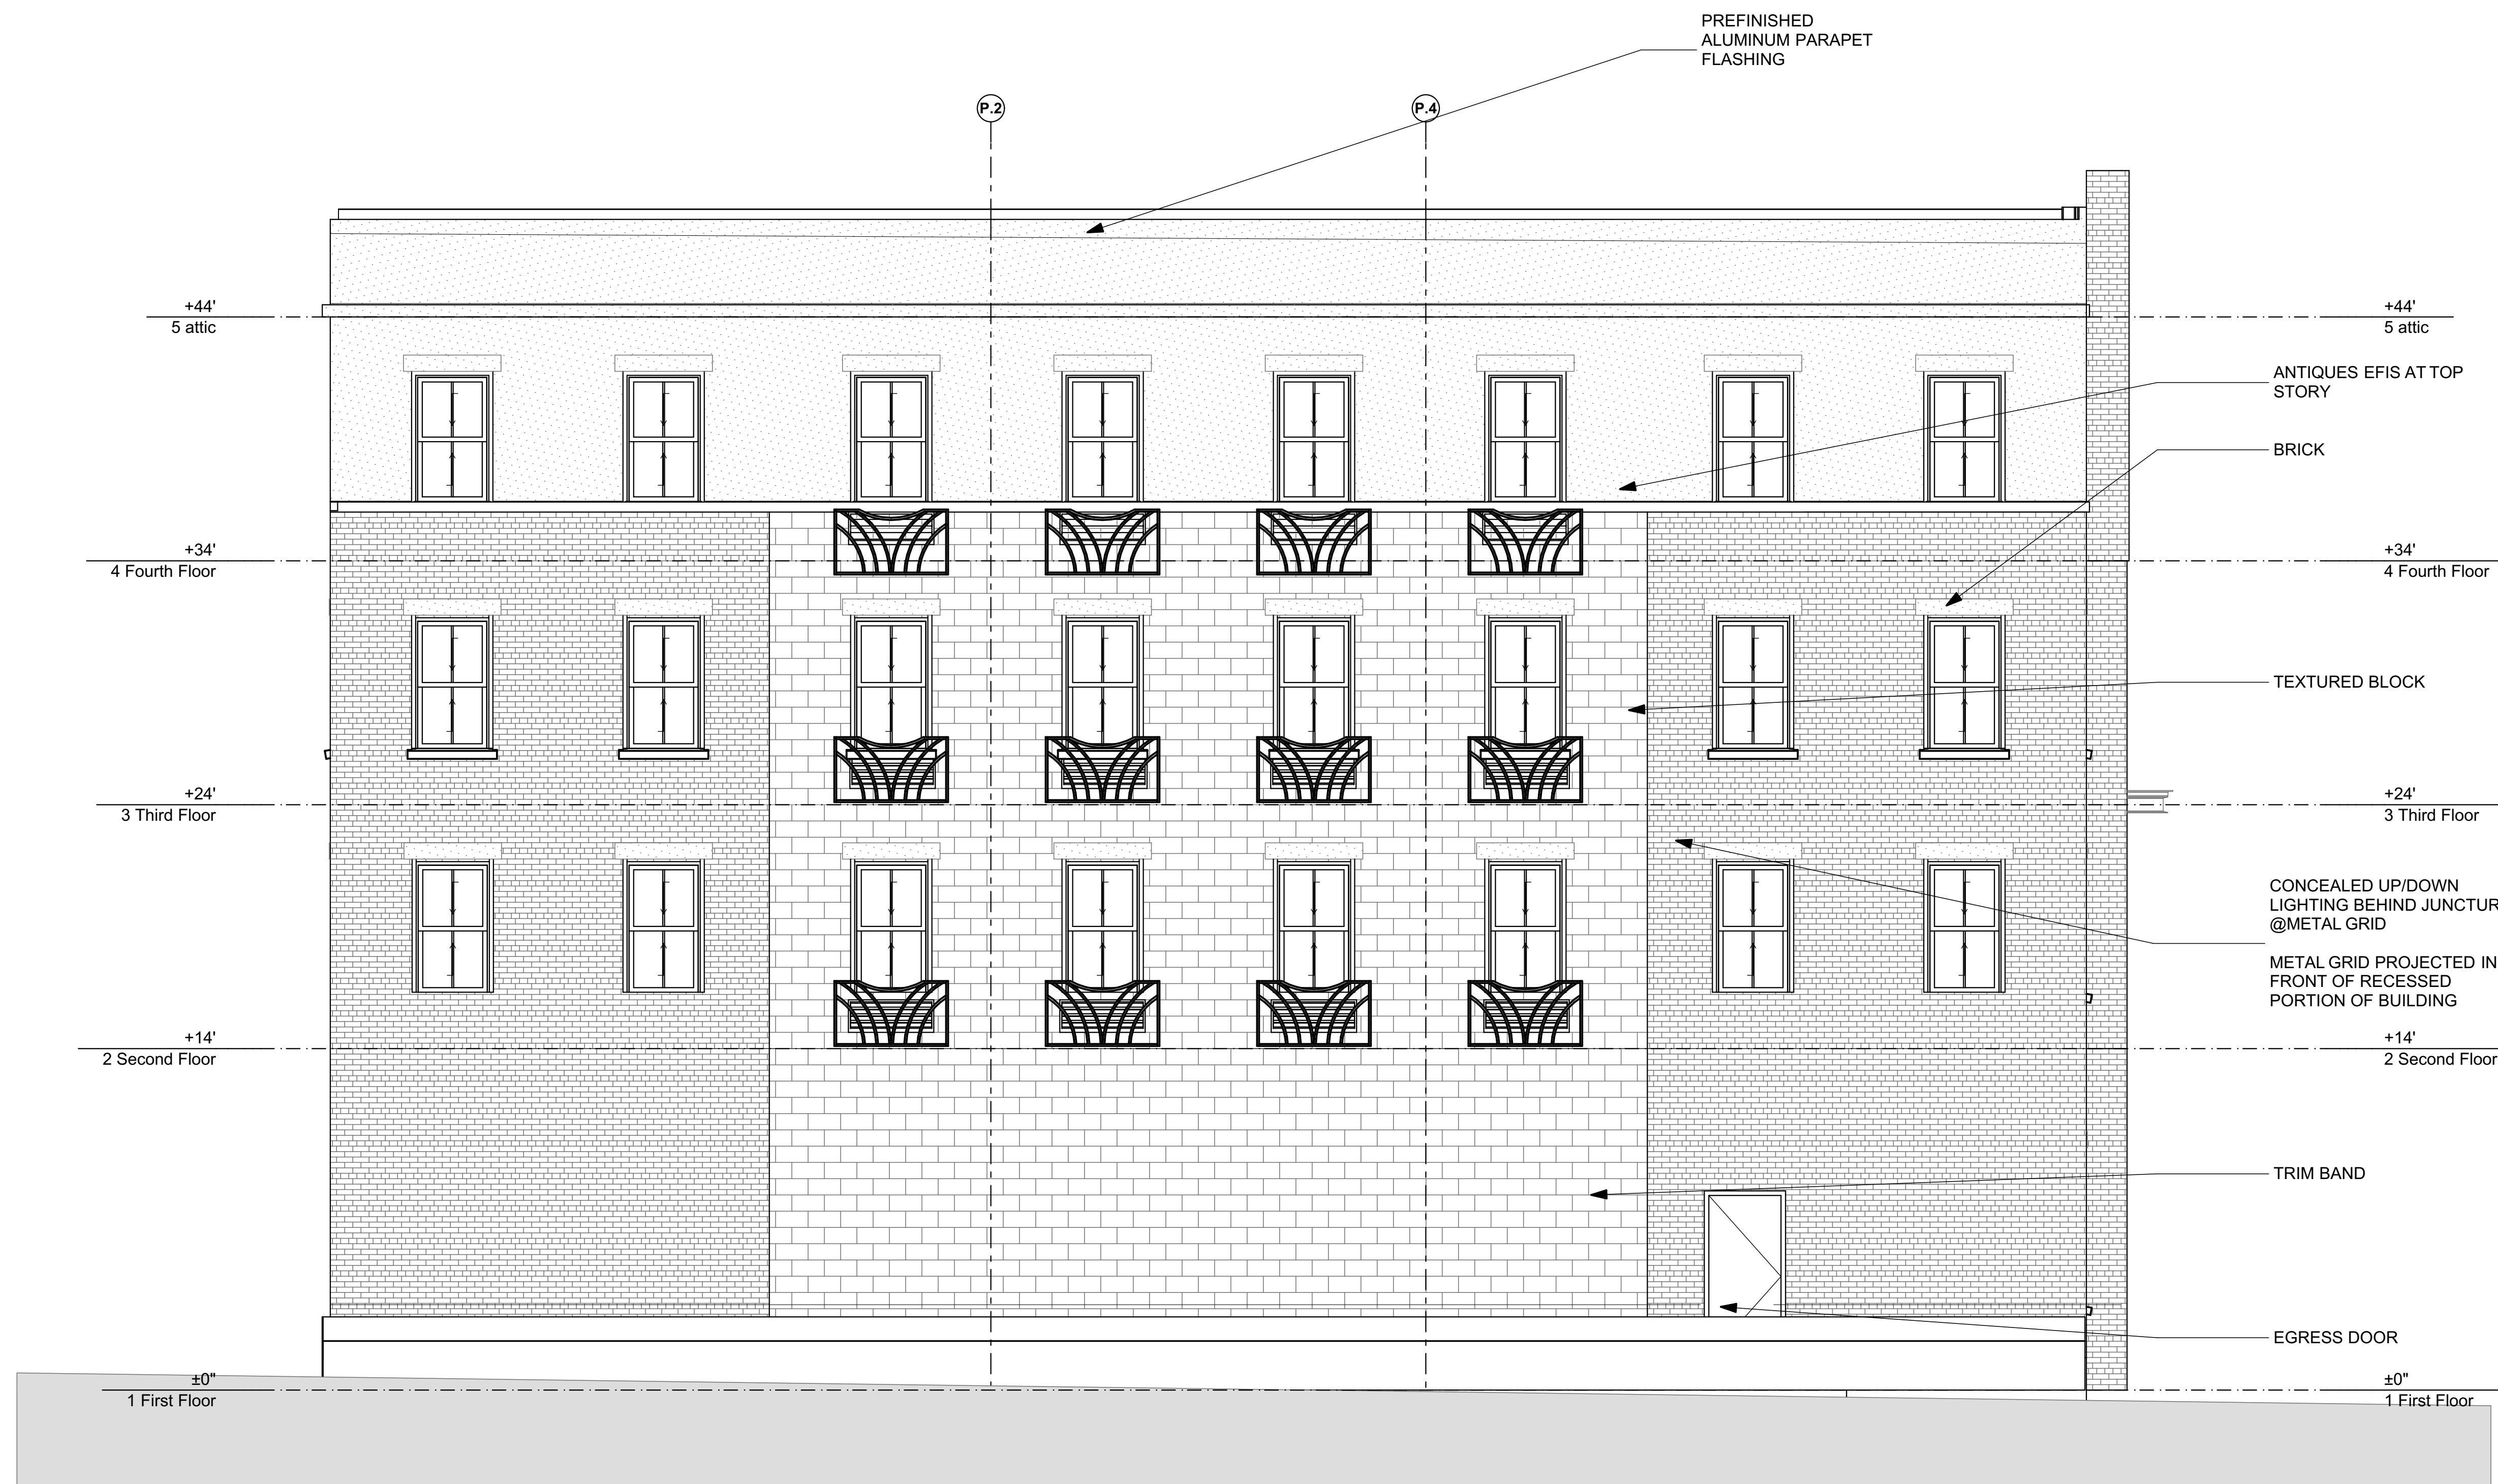 PREFINISHED
ALUMINUM PARAPET
FLASHING
P.2
P.4
+44'
5 attic
+44'
5 attic
ANTIQUES EFIS AT TOP
STORY
BRICK
+34'
4 Fourth Floor
+34'
4 Fourth Floor
TEXTURED BLOCK
+24'
3 Third Floor
+24'
3 Third Floor
CONCEALED UP/DOWN
LIGHTING BEHIND JUNCTUR
@METAL GRID
METAL GRID PROJECTED IN
FRONT OF RECESSED
PORTION OF BUILDING
+14'
2 Second Floor
+14'
2 Second Floor
TRIM BAND
EGRESS DOOR
±0"
1 First Floor
±0"
1 First Floor